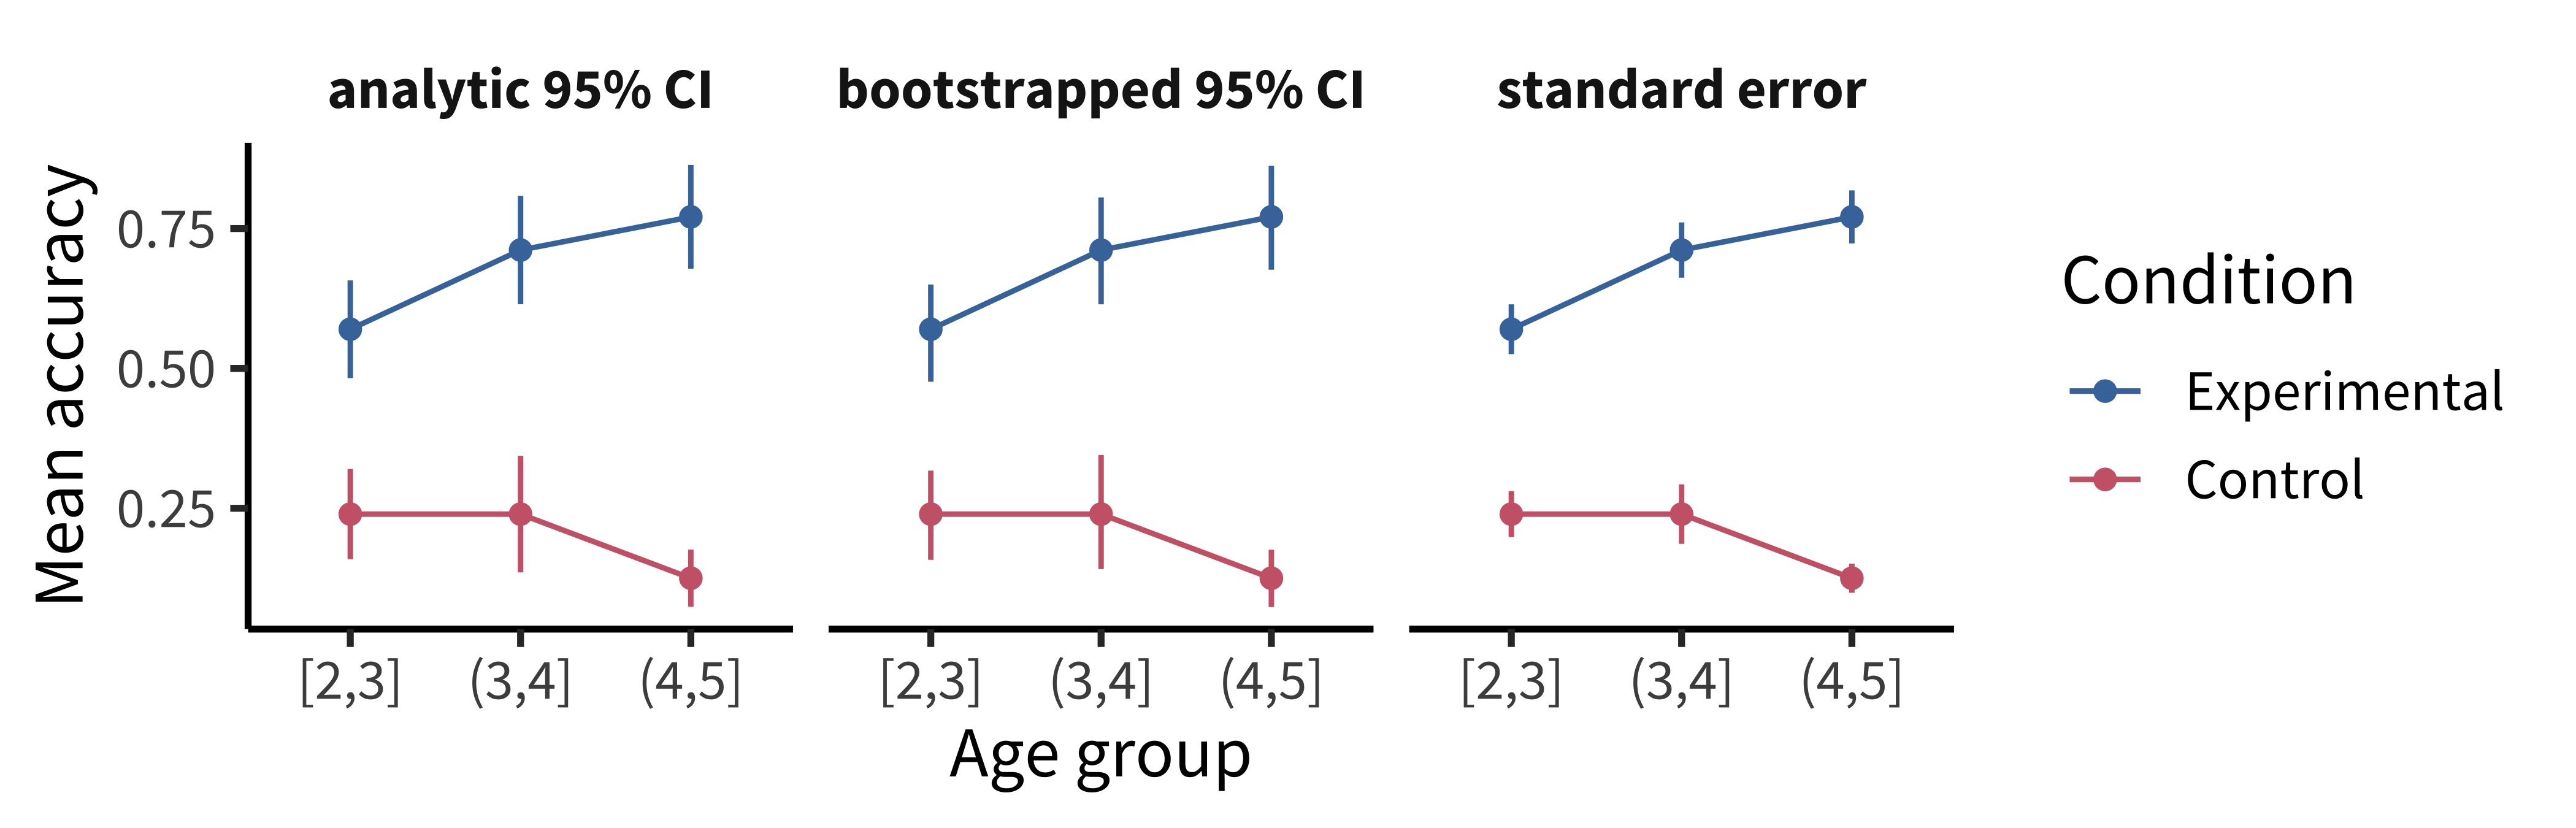 analytic 95% CI
bootstrapped 95% CI
standard error
Mean accuracy
0.75
0.50
0.25
[2,3]
(3,4]
(4,5]
[2,3]
(3,4]
(4,5]
[2,3]
(3,4]
(4,5]
Age group
Condition
Experimental
Control